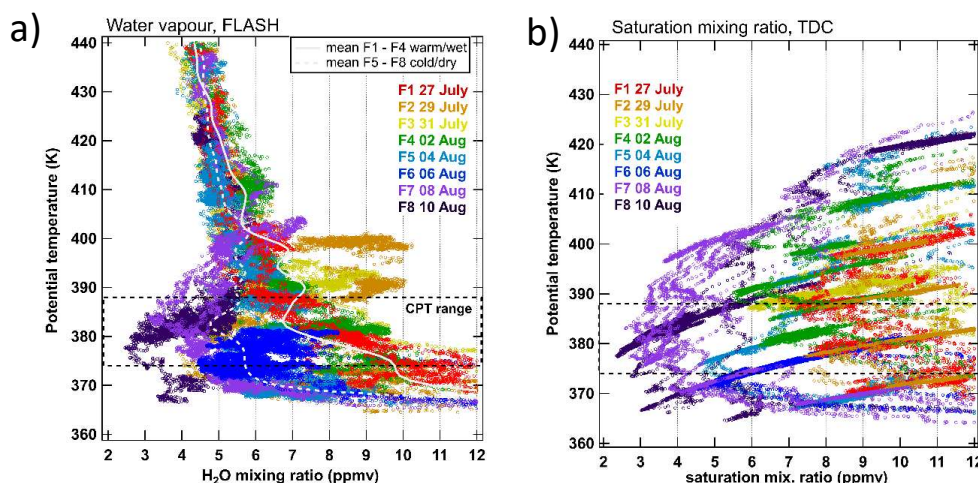 a)
Water vapour, FLASH
mean F1 - F4 warm/wet
mean F5 - F8 cold/dry
F1 27 July
F2 29 July
F3 31 July
F4 02 Aug
F5 04 Aug
F6 06 Aug
F7 08 Aug
F8 10 Aug
CPT range
Potential temperature (K)
440
430
420
410
400
390
380
370
360
2 3 4 5 6 7 8 9 10 11 12
H2O mixing ratio (ppmv)
b)
Saturation mixing ratio, TDC
F1 27 July
F2 29 July
F3 31 July
F4 02 Aug
F5 04 Aug
F6 06 Aug
F7 08 Aug
F8 10 Aug
Potential temperature (K)
440
430
420
410
400
390
380
370
360
2 3 4 5 6 7 8 9 10 11 12
saturation mix. ratio (ppmv)